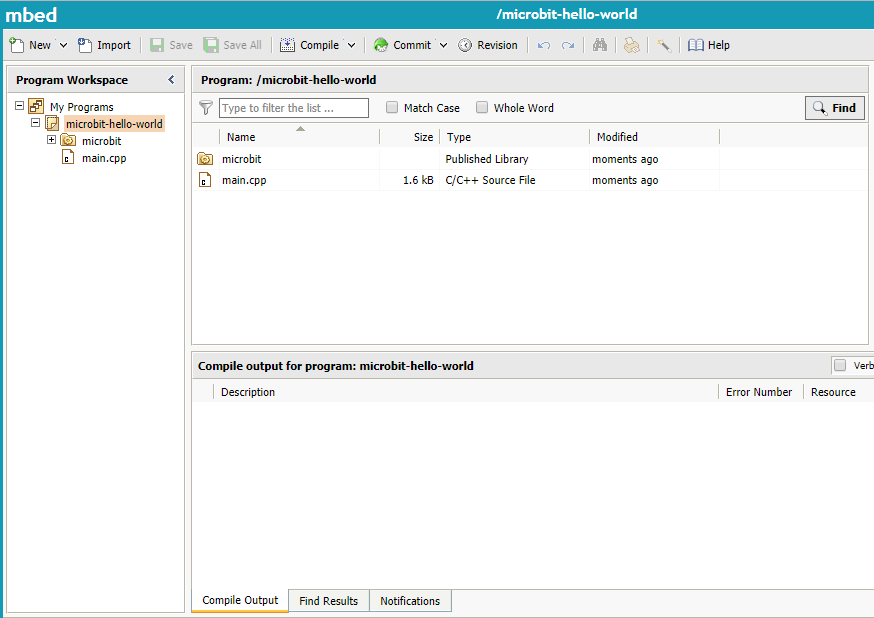 mbed /microbit-hello-world
New Import Save Save All Compile Commit Revision Help
Program Workspace
My Programs
microbit-hello-world
microbit
main.cpp
Program: /microbit-hello-world
Type to filter the list ... Match Case Whole Word Find
Name Size Type Modified
microbit Published Library moments ago
main.cpp 1.6 kB C/C++ Source File moments ago
Compile output for program: microbit-hello-world Verb
Description Error Number Resource
Compile Output Find Results Notifications